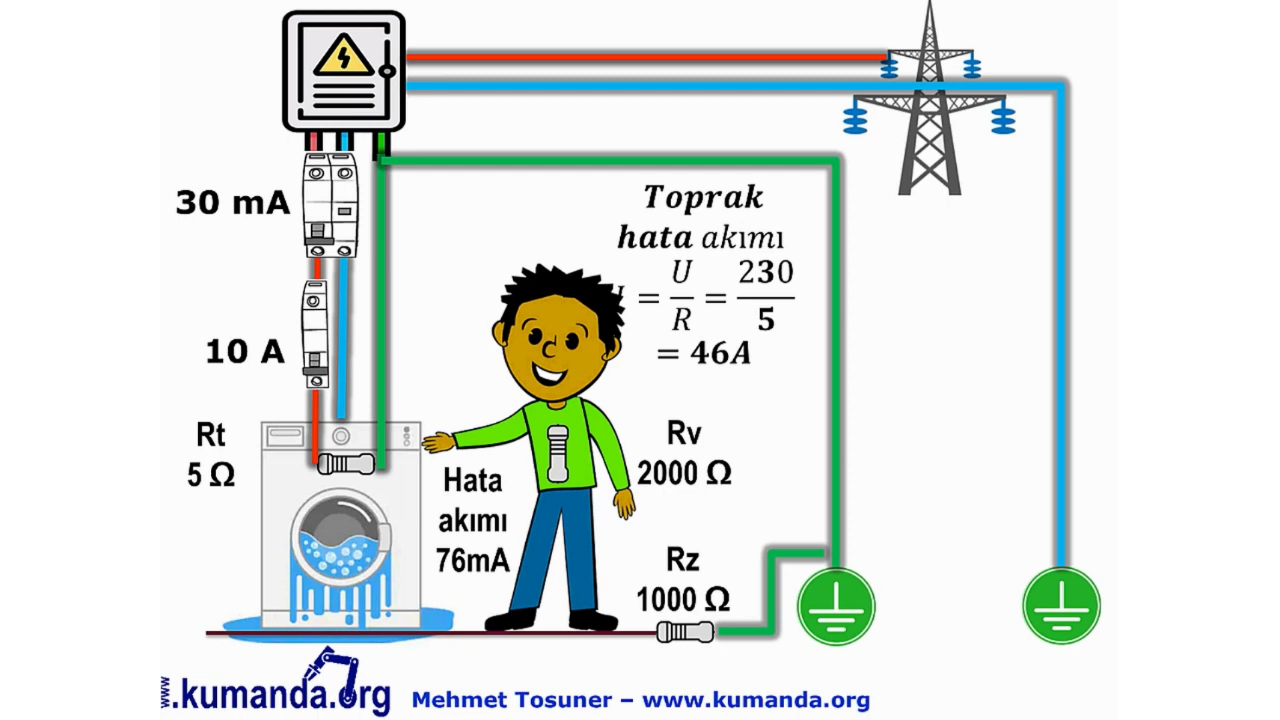 30 mA
10 A
Toprak
hata akımı
= U/R = 230/5
= 46A
Rt
5 Ω
Hata
akımı
76mA
Rv
2000 Ω
Rz
1000 Ω
www.kumanda.org
Mehmet Tosuner – www.kumanda.org